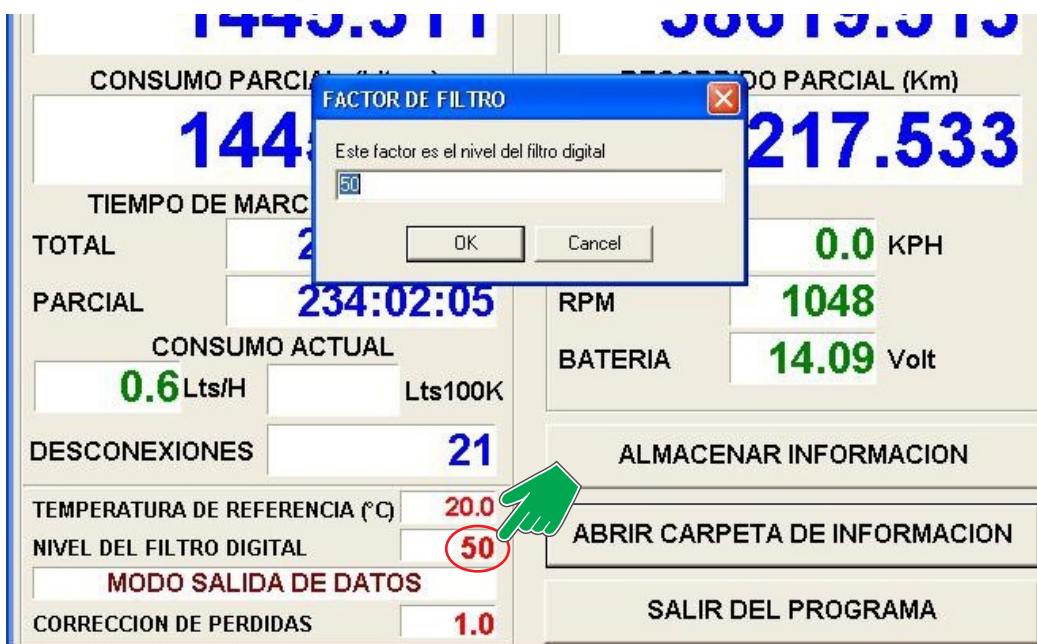 CONSUMO
PARCIAL (Km)
FACTOR DE FILTRO
Este factor es el nivel del filtro digital
50
OK
Cancel
144
217.533
TIEMPO DE MARC
TOTAL
2
PARCIAL
234:02:05
CONSUMO ACTUAL
0.6 Lts/H
Lts100K
DESCONEXIONES
21
0.0 KPH
RPM
1048
BATERIA
14.09 Volt
TEMPERATURA DE REFERENCIA (°C)
20.0
NIVEL DEL FILTRO DIGITAL
50
MODO SALIDA DE DATOS
CORRECCION DE PERDIDAS
1.0
ALMACENAR INFORMACION
ABRIR CARPETA DE INFORMACION
SALIR DEL PROGRAMA